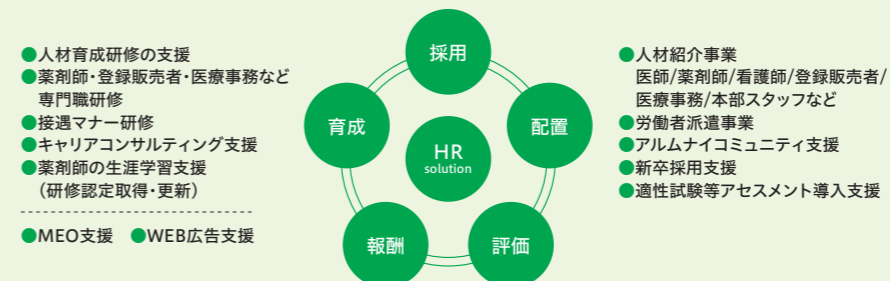 ●人材育成研修の支援
●薬剤師・登録販売者・医療事務など
専門職研修
●接遇マナー研修
●キャリアコンサルティング支援
●薬剤師の生涯学習支援
（研修認定取得・更新）
●MEO支援 ●WEB広告支援
採用
育成
配置
HR
solution
報酬
評価
●人材紹介事業
医師/薬剤師/看護師/登録販売者/
医療事務/本部スタッフなど
●労働者派遣事業
●アルムナイコミュニティ支援
●新卒採用支援
●適性試験等アセスメント導入支援